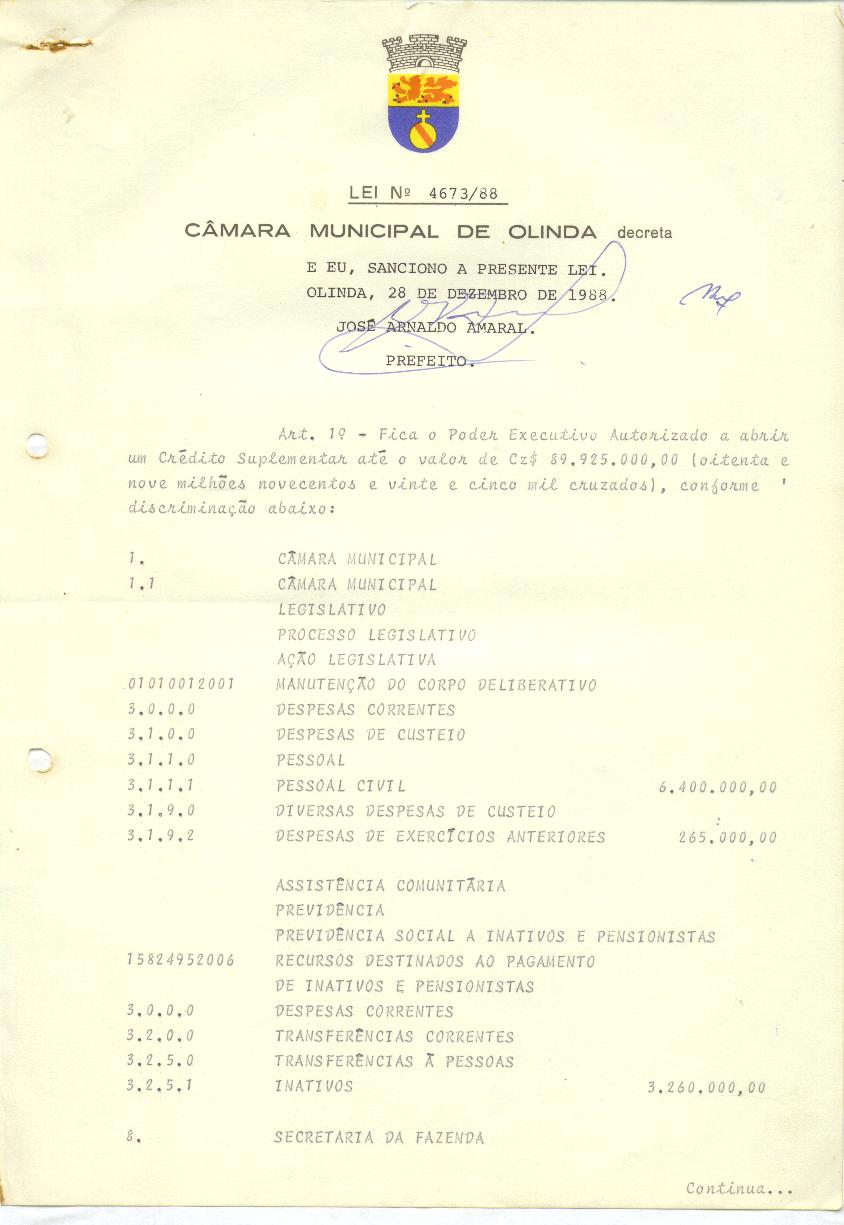 LEI Nº 4673/88
CÂMARA MUNICIPAL DE OLINDA decreta
E EU, SANCIONO A PRESENTE LEI.
OLINDA, 28 DE DEZEMBRO DE 1988.
JOSÉ ARNALDO AMARAL.
PREFEITO.
Art. 1º - Fica o Poder Executivo Autorizado a abrir
um Crédito Suplementar até o valor de Cz$ 89.925.000,00 (oitenta e
nove milhões novecentos e vinte e cinco mil cruzados), conforme '
discriminação abaixo:
1. CÂMARA MUNICIPAL
1.1 CÂMARA MUNICIPAL
LEGISLATIVO
PROCESSO LEGISLATIVO
AÇÃO LEGISLATIVA
01010012001 MANUTENÇÃO DO CORPO DELIBERATIVO
3.0.0.0 DESPESAS CORRENTES
3.1.0.0 DESPESAS DE CUSTEIO
3.1.1.0 PESSOAL
3.1.1.1 PESSOAL CIVIL 6.400.000,00
3.1.9.0 DIVERSAS DESPESAS DE CUSTEIO
3.1.9.2 DESPESAS DE EXERCÍCIOS ANTERIORES 265.000,00
ASSISTÊNCIA COMUNITÁRIA
PREVIDÊNCIA
PREVIDÊNCIA SOCIAL A INATIVOS E PENSIONISTAS
15824952006 RECURSOS DESTINADOS AO PAGAMENTO
DE INATIVOS E PENSIONISTAS
3.0.0.0 DESPESAS CORRENTES
3.2.0.0 TRANSFERÊNCIAS CORRENTES
3.2.5.0 TRANSFERÊNCIAS À PESSOAS
3.2.5.1 INATIVOS 3.260.000,00
8. SECRETARIA DA FAZENDA
Continua...